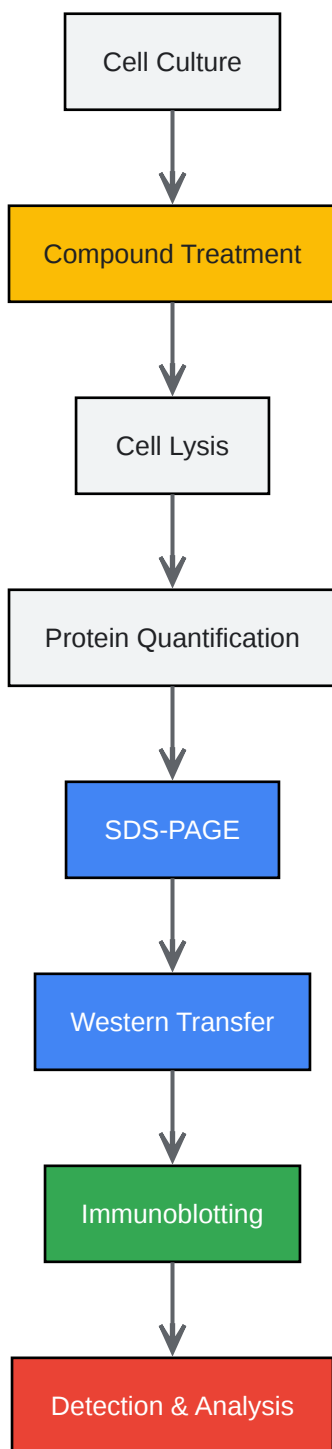 Cell Culture
Compound Treatment
Cell Lysis
Protein Quantification
SDS-PAGE
Western Transfer
Immunoblotting
Detection & Analysis